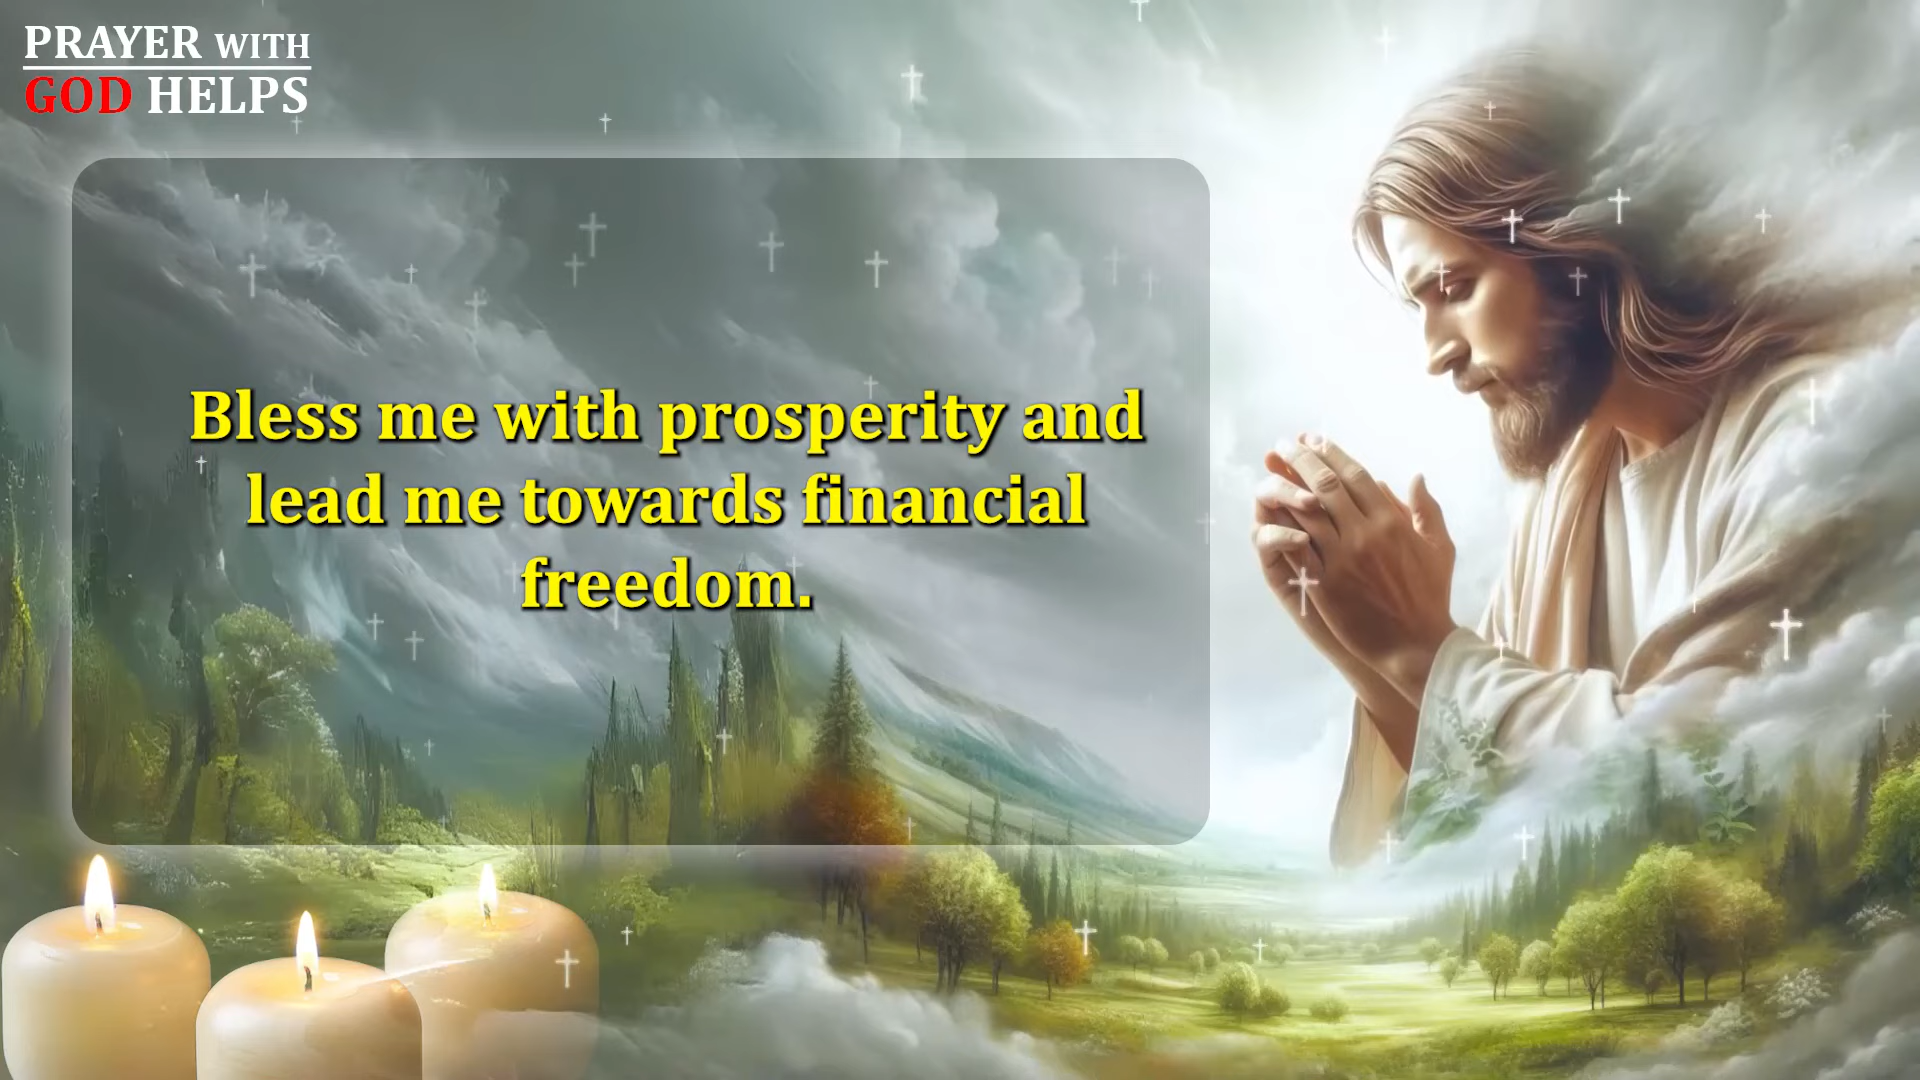 PRAYER WITH
GOD HELPS
Bless me with prosperity and
lead me towards financial
freedom.